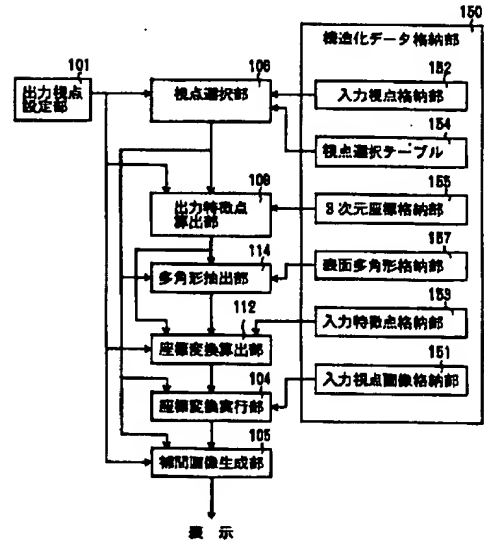 150
構造化データ格納部
101
出力視点
設定部
106
視点選択部
152
入力視点格納部
154
視点選択テーブル
109
出力特徴点
算出部
155
3次元座標格納部
114
多角形抽出部
157
表面多角形格納部
112
座標変換算出部
153
入力特徴点格納部
104
座標変換実行部
151
入力視点画像格納部
105
補間画像生成部
表 示